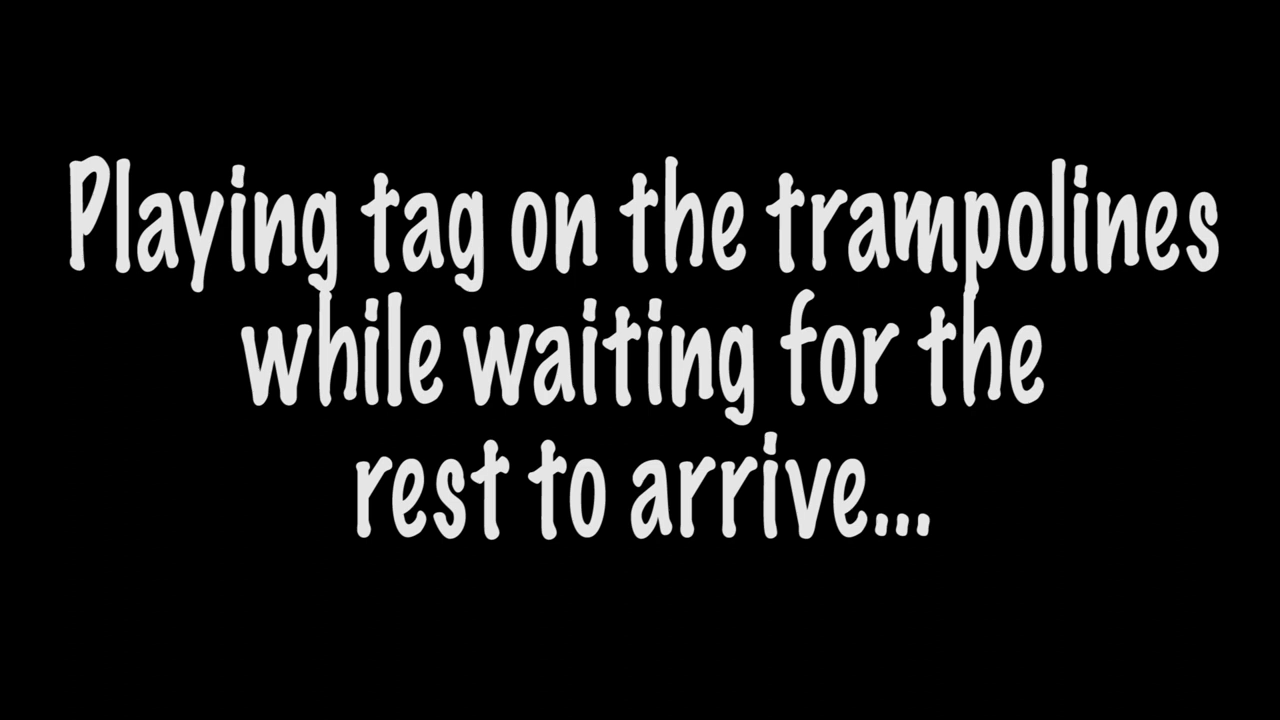 Playing tag on the trampolines
while waiting for the
rest to arrive...